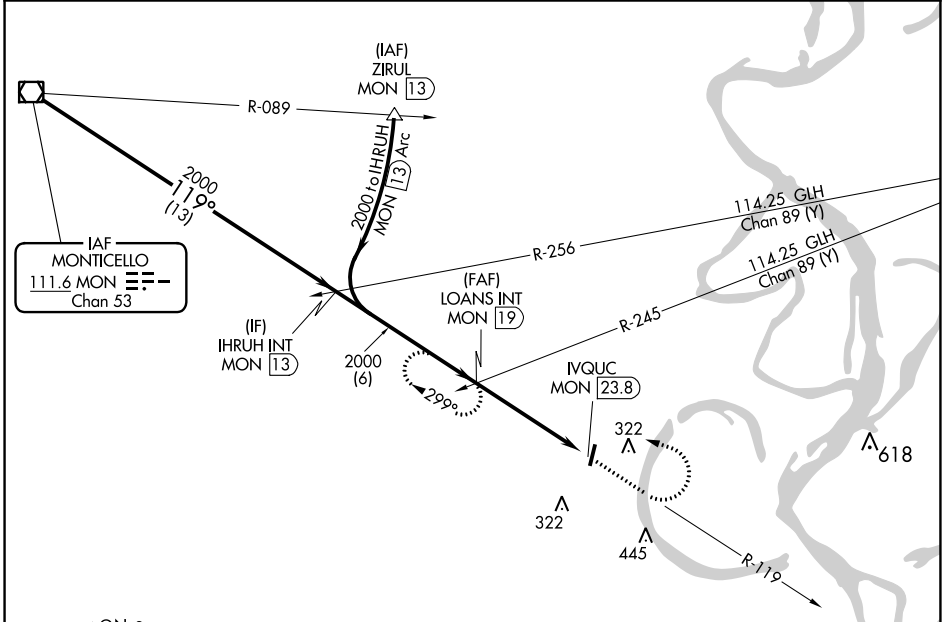 (IAF)
ZIRUL
MON 13
R-089
2000 to IHRUH
MON 13 Arc
2000
119°
(13)
114.25 GLH
Chan 89 (Y)
114.25 GLH
Chan 89 (Y)
R-256
IAF
MONTICELLO
111.6 MON
Chan 53
(FAF)
LOANS INT
MON 19
R-245
(IF)
IHRUH INT
MON 13
2000
(6)
IVQUC
MON 23.8
299°
322
618
322
445
R-119